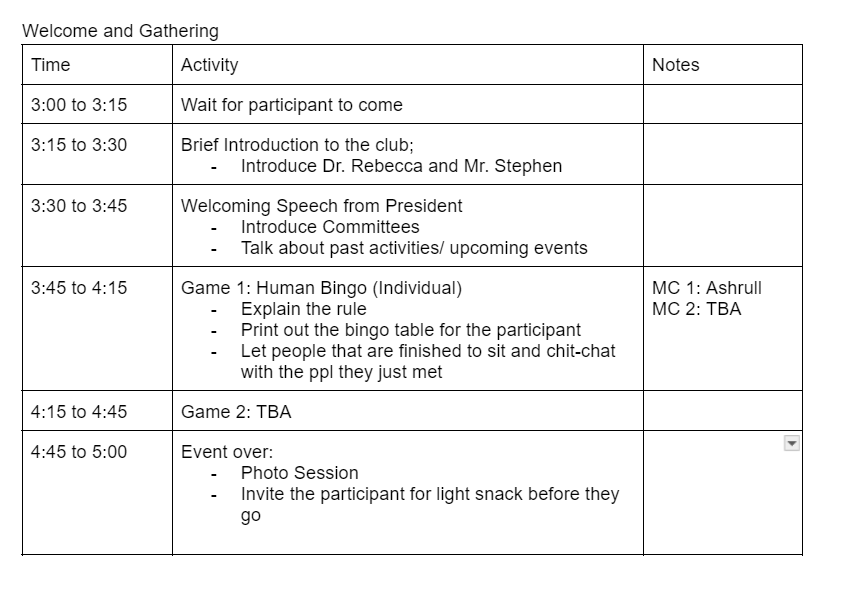 Welcome and Gathering
Time Activity Notes
3:00 to 3:15 Wait for participant to come
3:15 to 3:30 Brief Introduction to the club;
- Introduce Dr. Rebecca and Mr. Stephen
3:30 to 3:45 Welcoming Speech from President
- Introduce Committees
- Talk about past activities/ upcoming events
3:45 to 4:15 Game 1: Human Bingo (Individual) MC 1: Ashrull
- Explain the rule MC 2: TBA
- Print out the bingo table for the participant
- Let people that are finished to sit and chit-chat
with the ppl they just met
4:15 to 4:45 Game 2: TBA
4:45 to 5:00 Event over:
- Photo Session
- Invite the participant for light snack before they
go